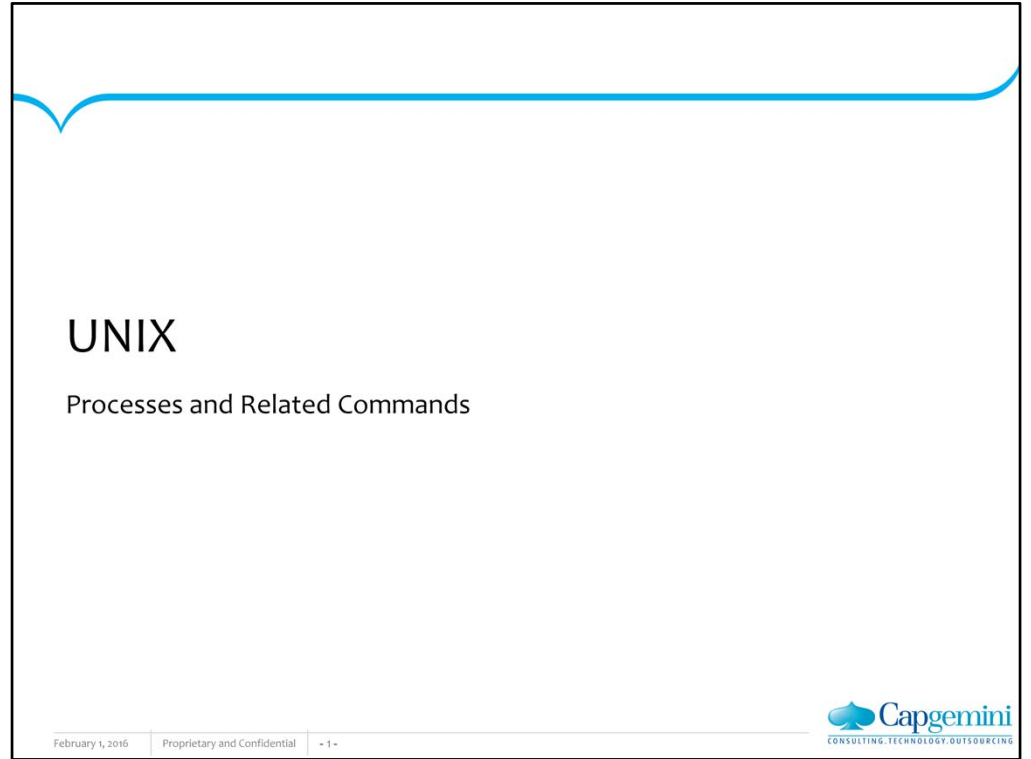 UNIX
Processes and Related Commands
February 1, 2016 Proprietary and Confidential - 1 -
Capgemini
CONSULTING.TECHNOLOGY.OUTSOURCING